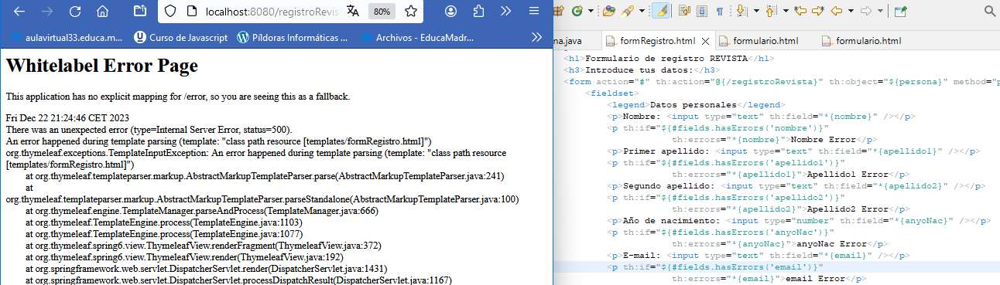 localhost:8080/registroRevis
80%
aulavirtual33.educa.m...
Curso de Javascript
Píldoras Informáticas ...
Archivos - EducaMadr...
Whitelabel Error Page
This application has no explicit mapping for /error, so you are seeing this as a fallback.
Fri Dec 22 21:24:46 CET 2023
There was an unexpected error (type=Internal Server Error, status=500).
An error happened during template parsing (template: "class path resource [templates/formRegistro.html]")
org.thymeleaf.exceptions.TemplateInputException: An error happened during template parsing (template: "class path resource
[templates/formRegistro.html]")
at org.thymeleaf.templateparser.markup.AbstractMarkupTemplateParser.parse(AbstractMarkupTemplateParser.java:241)
at
org.thymeleaf.templateparser.markup.AbstractMarkupTemplateParser.parseStandalone(AbstractMarkupTemplateParser.java:100)
at org.thymeleaf.engine.TemplateManager.parseAndProcess(TemplateManager.java:666)
at org.thymeleaf.TemplateEngine.process(TemplateEngine.java:1103)
at org.thymeleaf.TemplateEngine.process(TemplateEngine.java:1077)
at org.thymeleaf.spring6.view.ThymeleafView.renderFragment(ThymeleafView.java:372)
at org.thymeleaf.spring6.view.ThymeleafView.render(ThymeleafView.java:192)
at org.springframework.web.servlet.DispatcherServlet.render(DispatcherServlet.java:1431)
at org.springframework.web.servlet.DispatcherServlet.processDispatchResult(DispatcherServlet.java:1167)
na.java
formRegistro.html
formulario.html
formulario.html
<h1>Formulario de registro REVISTA</h1>
<h3>Introduce tus datos:</h3>
<form action="#" th:action="@{/registroRevista}" th:object="${persona}" method="p
<fieldset>
<legend>Datos personales</legend>
<p>Nombre: <input type="text" th:field="*{nombre}" /></p>
<p th:if="${#fields.hasErrors('nombre')}"
th:errors="*{nombre}">Nombre Error</p>
<p>Primer apellido: <input type="text" th:field="*{apellido1}" /></p>
<p th:if="${#fields.hasErrors('apellido1')}"
th:errors="*{apellido1}">Apellido1 Error</p>
<p>Segundo apellido: <input type="text" th:field="*{apellido2}" /></p>
<p th:if="${#fields.hasErrors('apellido2')}"
th:errors="*{apellido2}">Apellido2 Error</p>
<p>Año de nacimiento: <input type="number" th:field="*{anyoNac}" /></p>
<p th:if="${#fields.hasErrors('anyoNac')}"
th:errors="*{anyoNac}">anyoNac Error</p>
<p>E-mail: <input type="text" th:field="*{email}" /></p>
<p th:if="${#fields.hasErrors('email')}"
th:errors="*{email}">email Error</p>